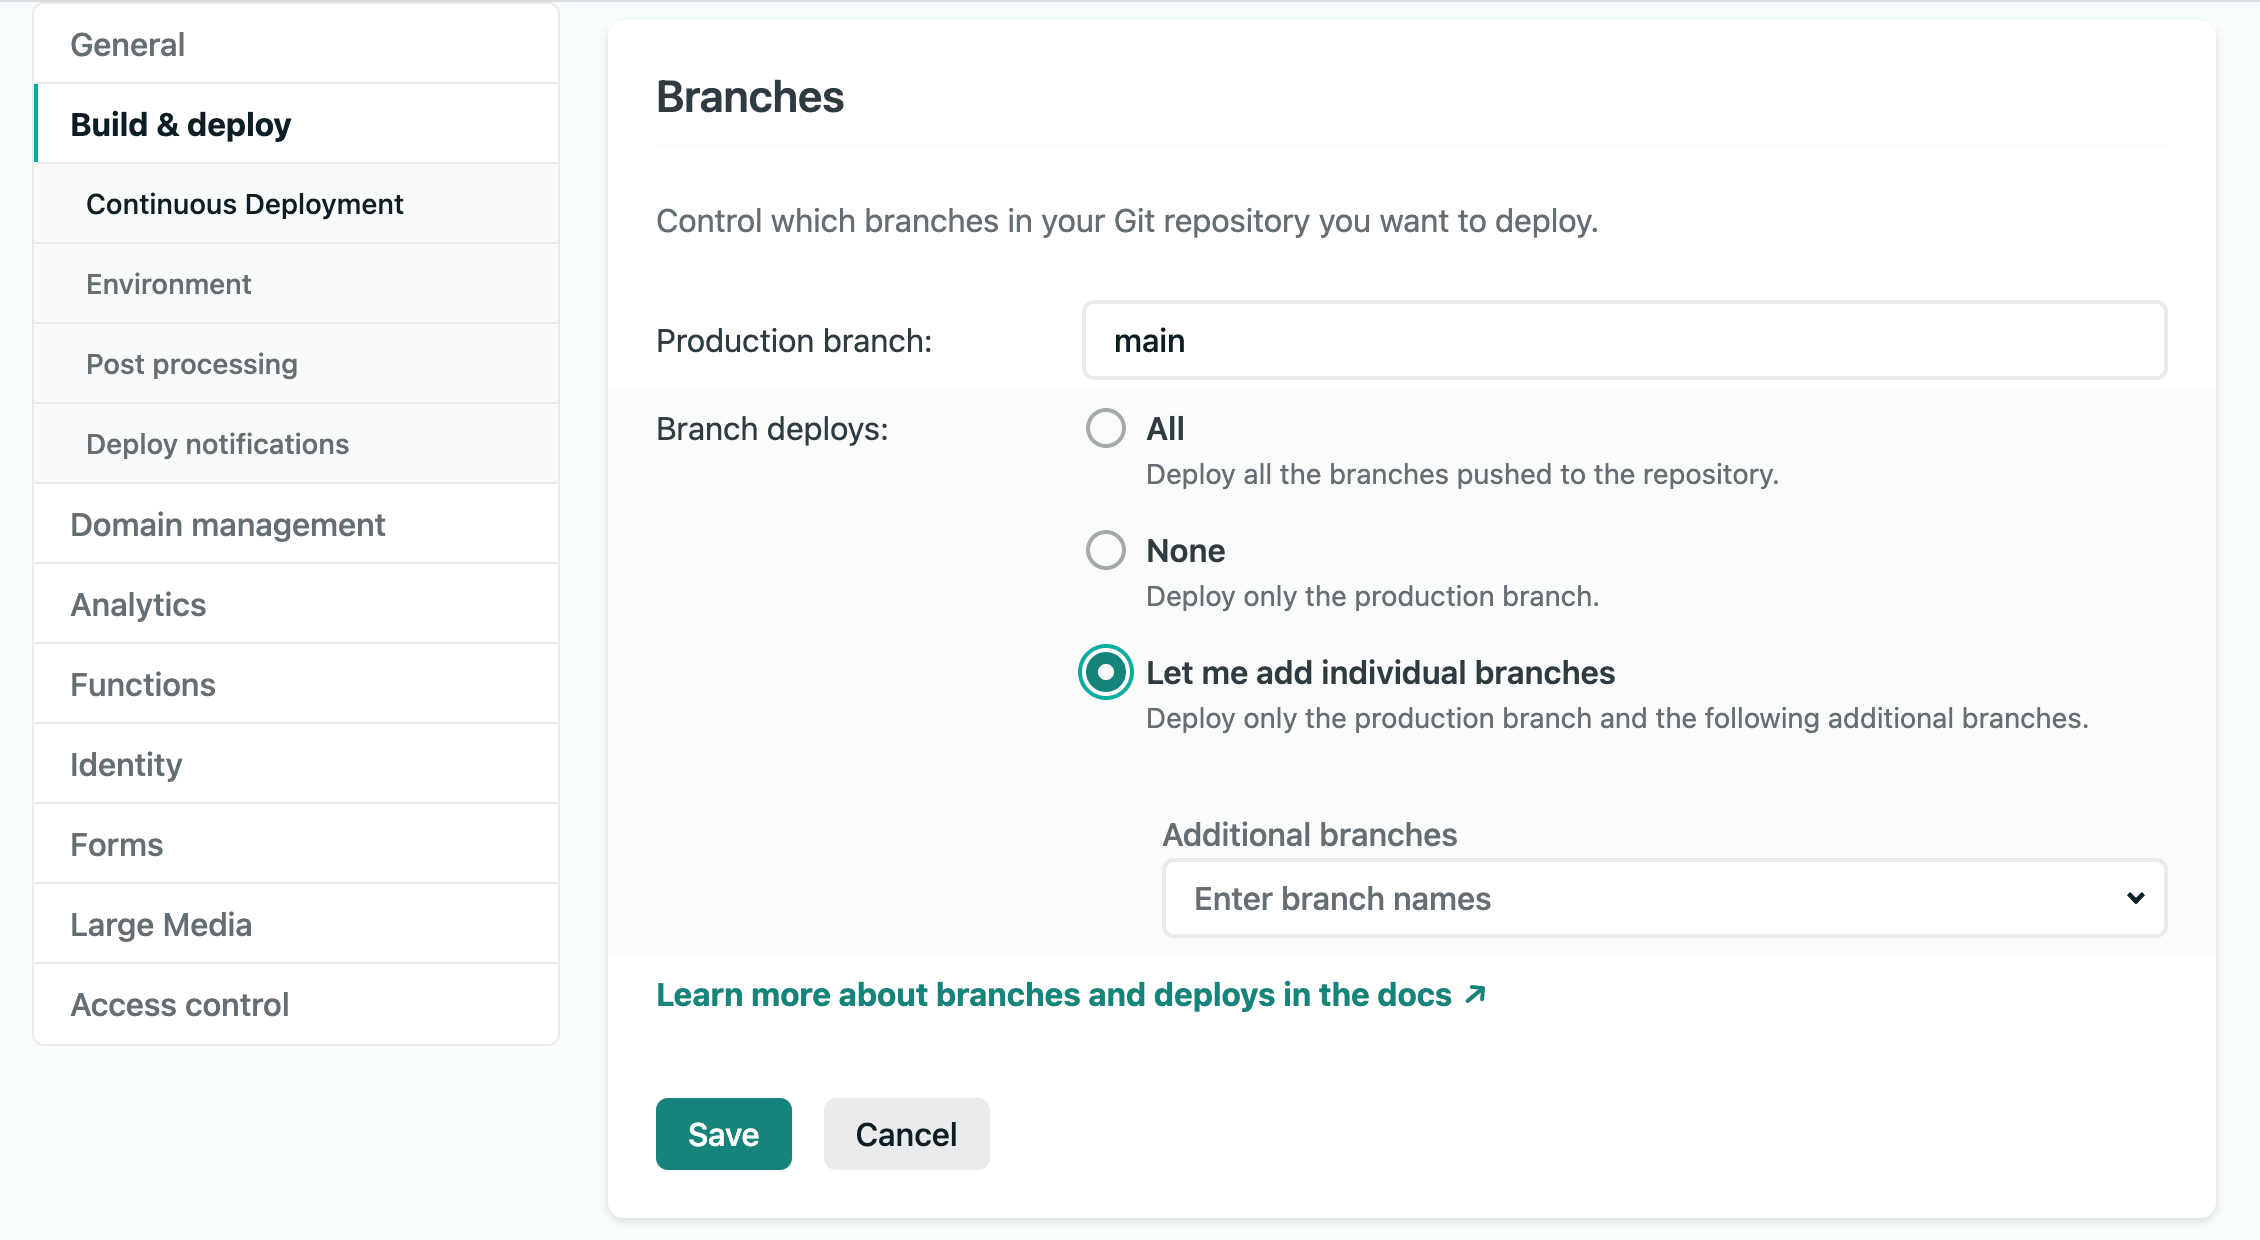 General
Build & deploy
Continuous Deployment
Environment
Post processing
Deploy notifications
Domain management
Analytics
Functions
Identity
Forms
Large Media
Access control
Branches
Control which branches in your Git repository you want to deploy.
Production branch:
main
Branch deploys:
All
Deploy all the branches pushed to the repository.
None
Deploy only the production branch.
Let me add individual branches
Deploy only the production branch and the following additional branches.
Additional branches
Enter branch names
Learn more about branches and deploys in the docs ↗
Save
Cancel